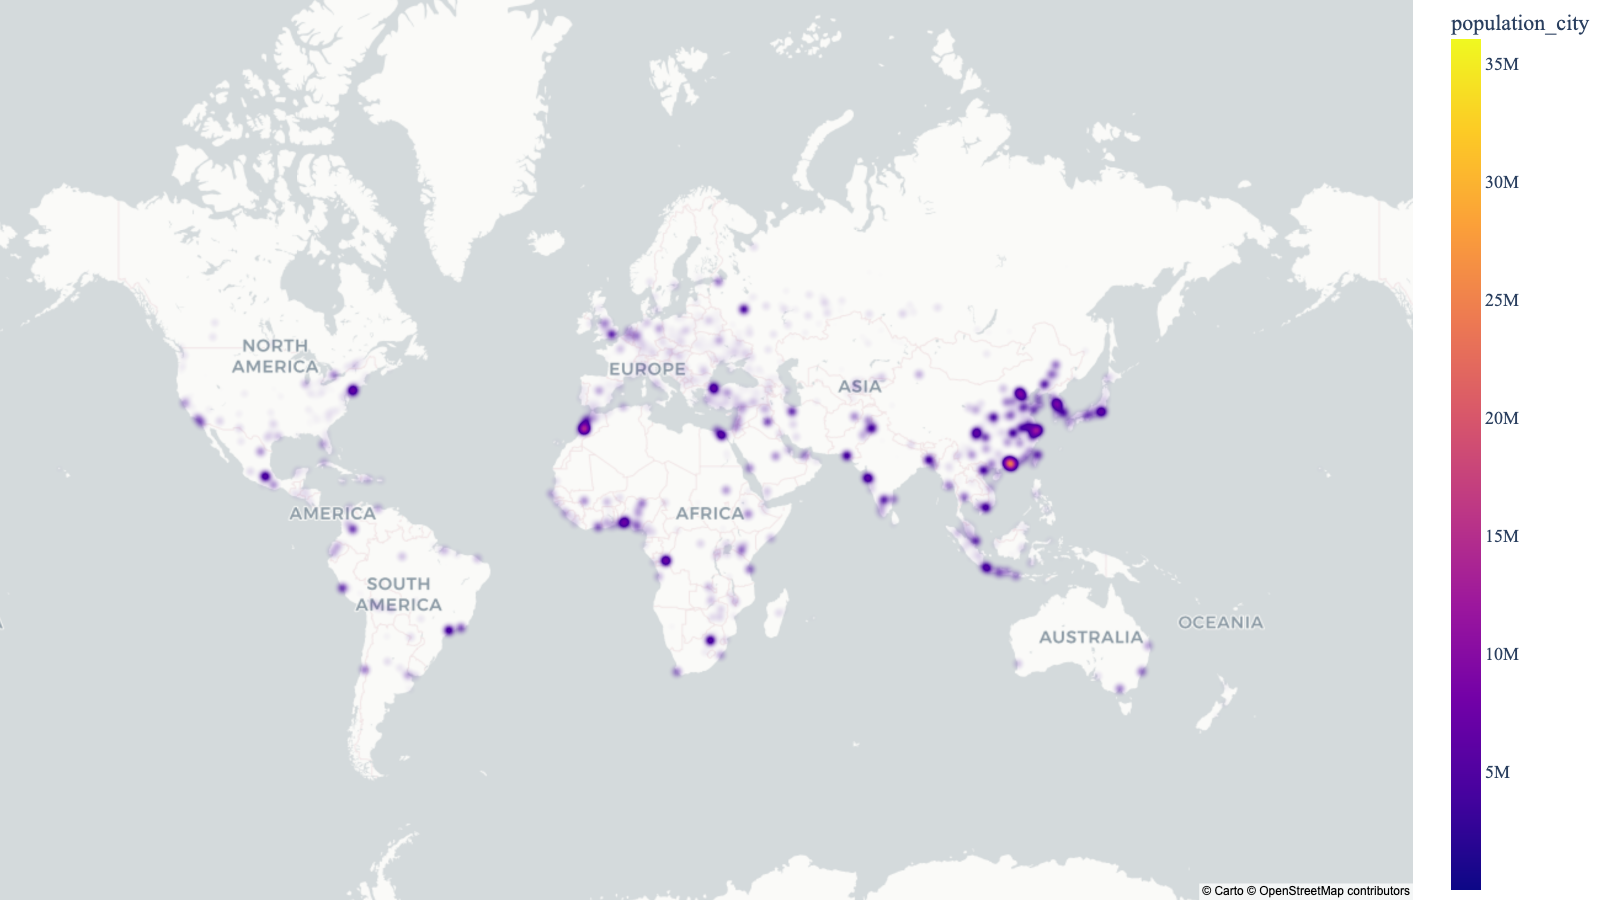 population_city
35M
30M
25M
20M
15M
10M
5M
NORTH
AMERICA
EUROPE
ASIA
AMERICA
AFRICA
SOUTH
AMERICA
AUSTRALIA
OCEANIA
© Carto © OpenStreetMap contributors